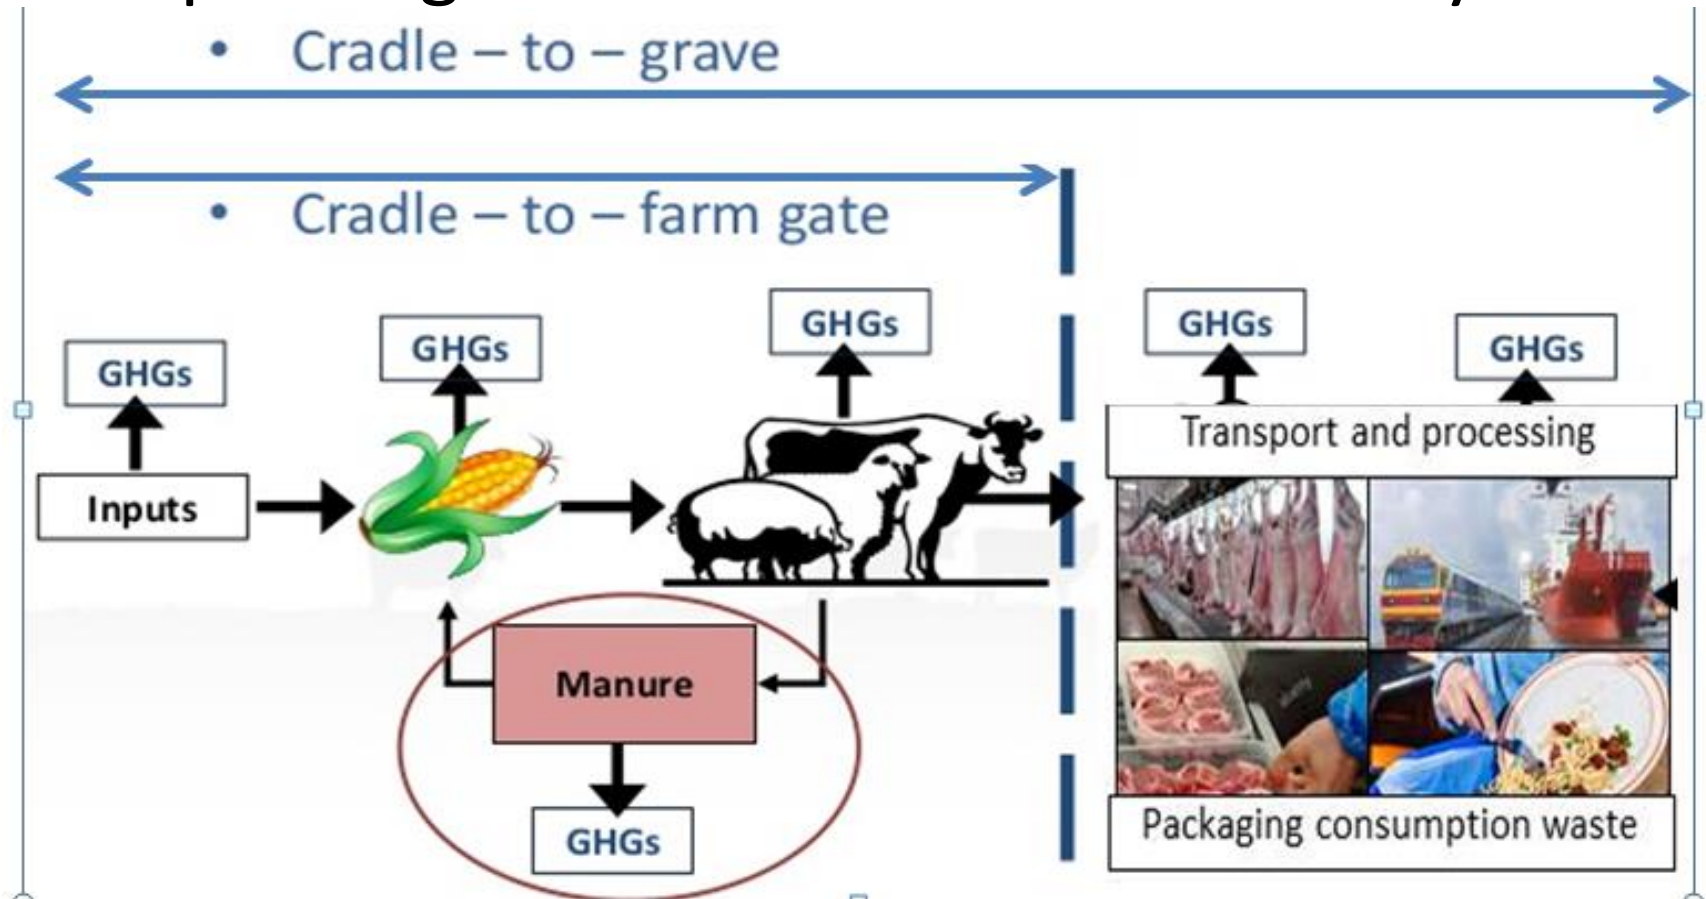 • Cradle – to – grave
• Cradle – to – farm gate
GHGs
GHGs
GHGs
GHGs
GHGs
Inputs
Transport and processing
Manure
GHGs
Packaging consumption waste